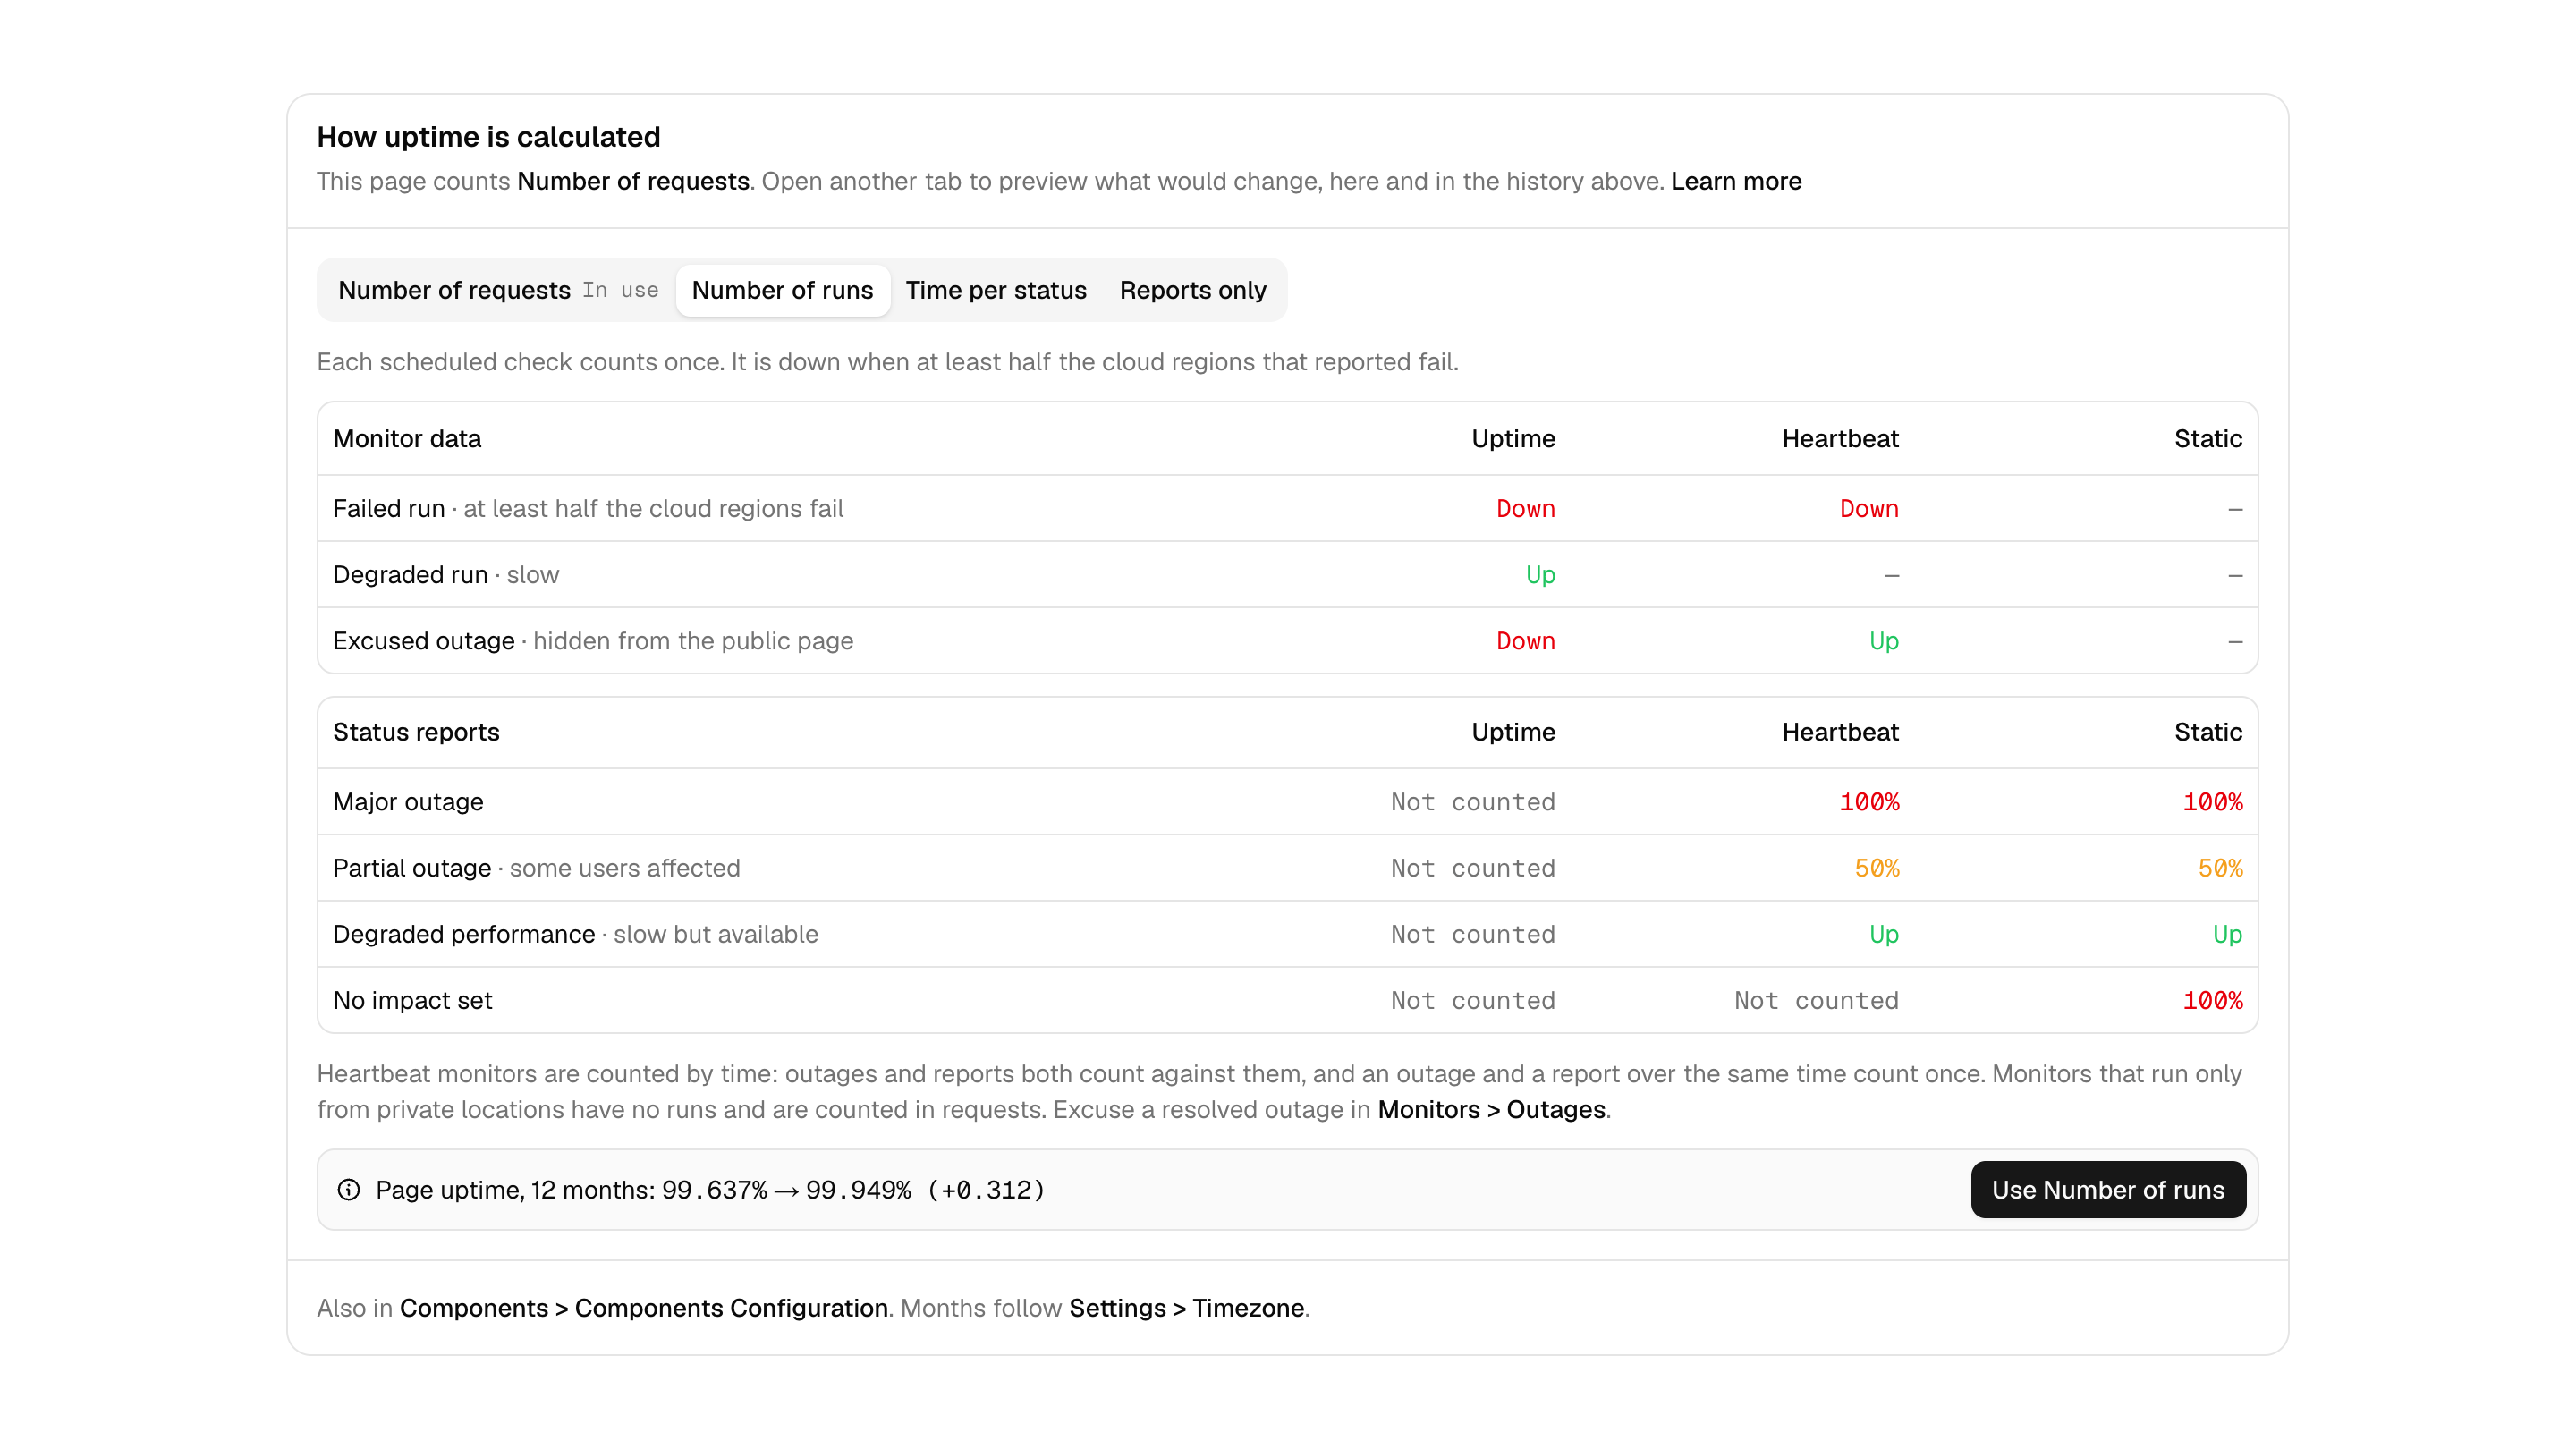 How uptime is calculated
This page counts Number of requests. Open another tab to preview what would change, here and in the history above. Learn more
Number of requests In use Number of runs Time per status Reports only
Each scheduled check counts once. It is down when at least half the cloud regions that reported fail.
Monitor data Uptime Heartbeat Static
Failed run · at least half the cloud regions fail Down Down —
Degraded run · slow Up — —
Excused outage · hidden from the public page Down Up —
Status reports Uptime Heartbeat Static
Major outage Not counted 100% 100%
Partial outage · some users affected Not counted 50% 50%
Degraded performance · slow but available Not counted Up Up
No impact set Not counted Not counted 100%
Heartbeat monitors are counted by time: outages and reports both count against them, and an outage and a report over the same time count once. Monitors that run only
from private locations have no runs and are counted in requests. Excuse a resolved outage in Monitors > Outages.
Page uptime, 12 months: 99.637% → 99.949% (+0.312) Use Number of runs
Also in Components > Components Configuration. Months follow Settings > Timezone.